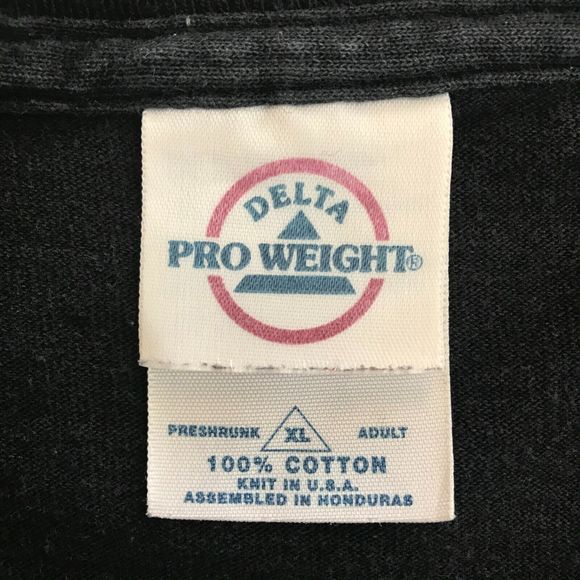 DELTA
PRO WEIGHT®
PRESHRUNK XL ADULT
100% COTTON
KNIT IN U.S.A.
ASSEMBLED IN HONDURAS